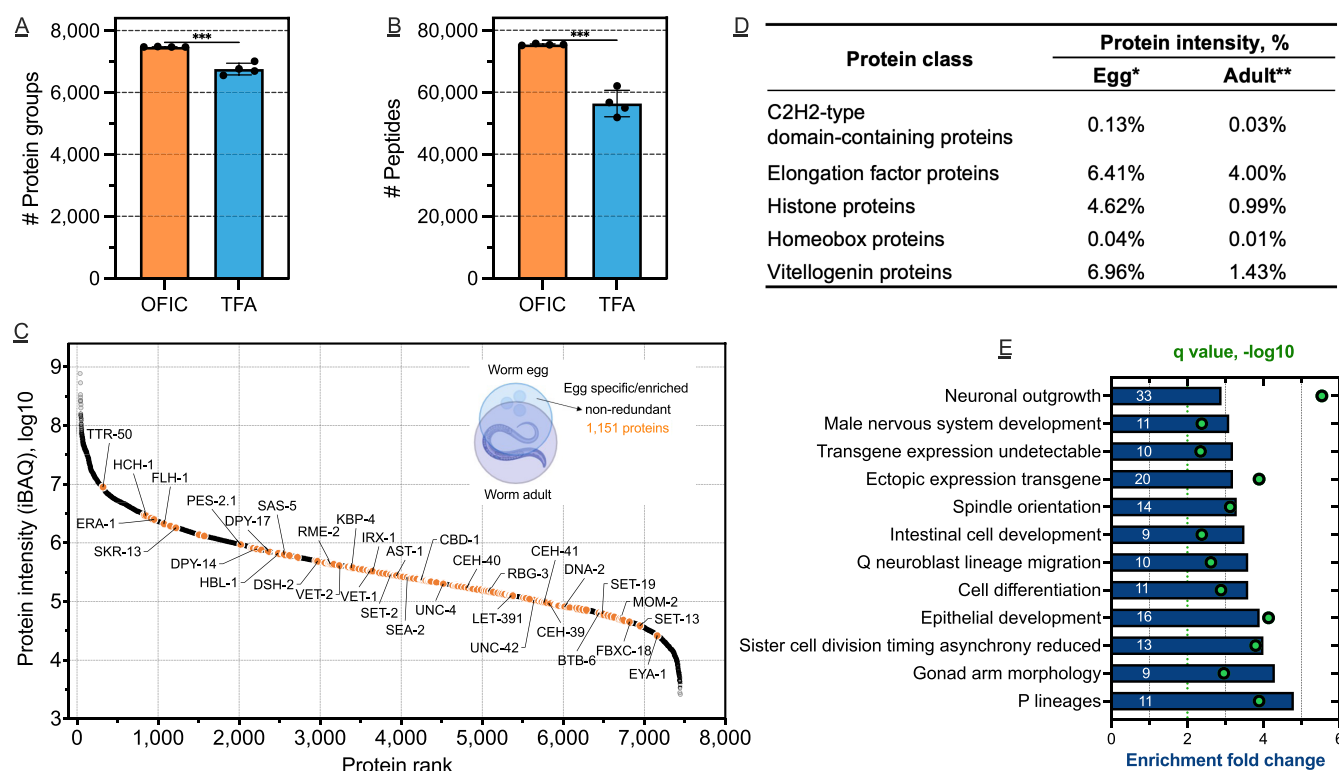 A
# Protein groups
8,000
6,000
4,000
2,000
0
***
OFIC
TFA
B
# Peptides
80,000
60,000
40,000
20,000
0
***
OFIC
TFA
D
Protein class
Protein intensity, %
Egg*
Adult**
C2H2-type
domain-containing proteins
0.13%
0.03%
Elongation factor proteins
6.41%
4.00%
Histone proteins
4.62%
0.99%
Homeobox proteins
0.04%
0.01%
Vitellogenin proteins
6.96%
1.43%
C
Protein intensity (iBAQ), log10
9
8
7
6
5
4
3
Worm egg
Egg specific/enriched
non-redundant
1,151 proteins
Worm adult
TTR-50
HCH-1
FLH-1
ERA-1
SKR-13
PES-2.1
DPY-17
SAS-5
DPY-14
HBL-1
DSH-2
RME-2
VET-2
KBP-4
VET-1
IRX-1
SET-2
AST-1
SEA-2
CBD-1
UNC-4
CEH-40
RBG-3
LET-391
UNC-42
CEH-41
CEH-39
DNA-2
BTB-6
SET-19
FBXC-18
MOM-2
SET-13
EYA-1
0
1,000
2,000
3,000
4,000
5,000
6,000
7,000
8,000
Protein rank
E
q value, -log10
Neuronal outgrowth
33
Male nervous system development
11
Transgene expression undetectable
10
Ectopic expression transgene
20
Spindle orientation
14
Intestinal cell development
9
Q neuroblast lineage migration
10
Cell differentiation
11
Epithelial development
16
Sister cell division timing asynchrony reduced
13
Gonad arm morphology
9
P lineages
11
0
2
4
6
Enrichment fold change